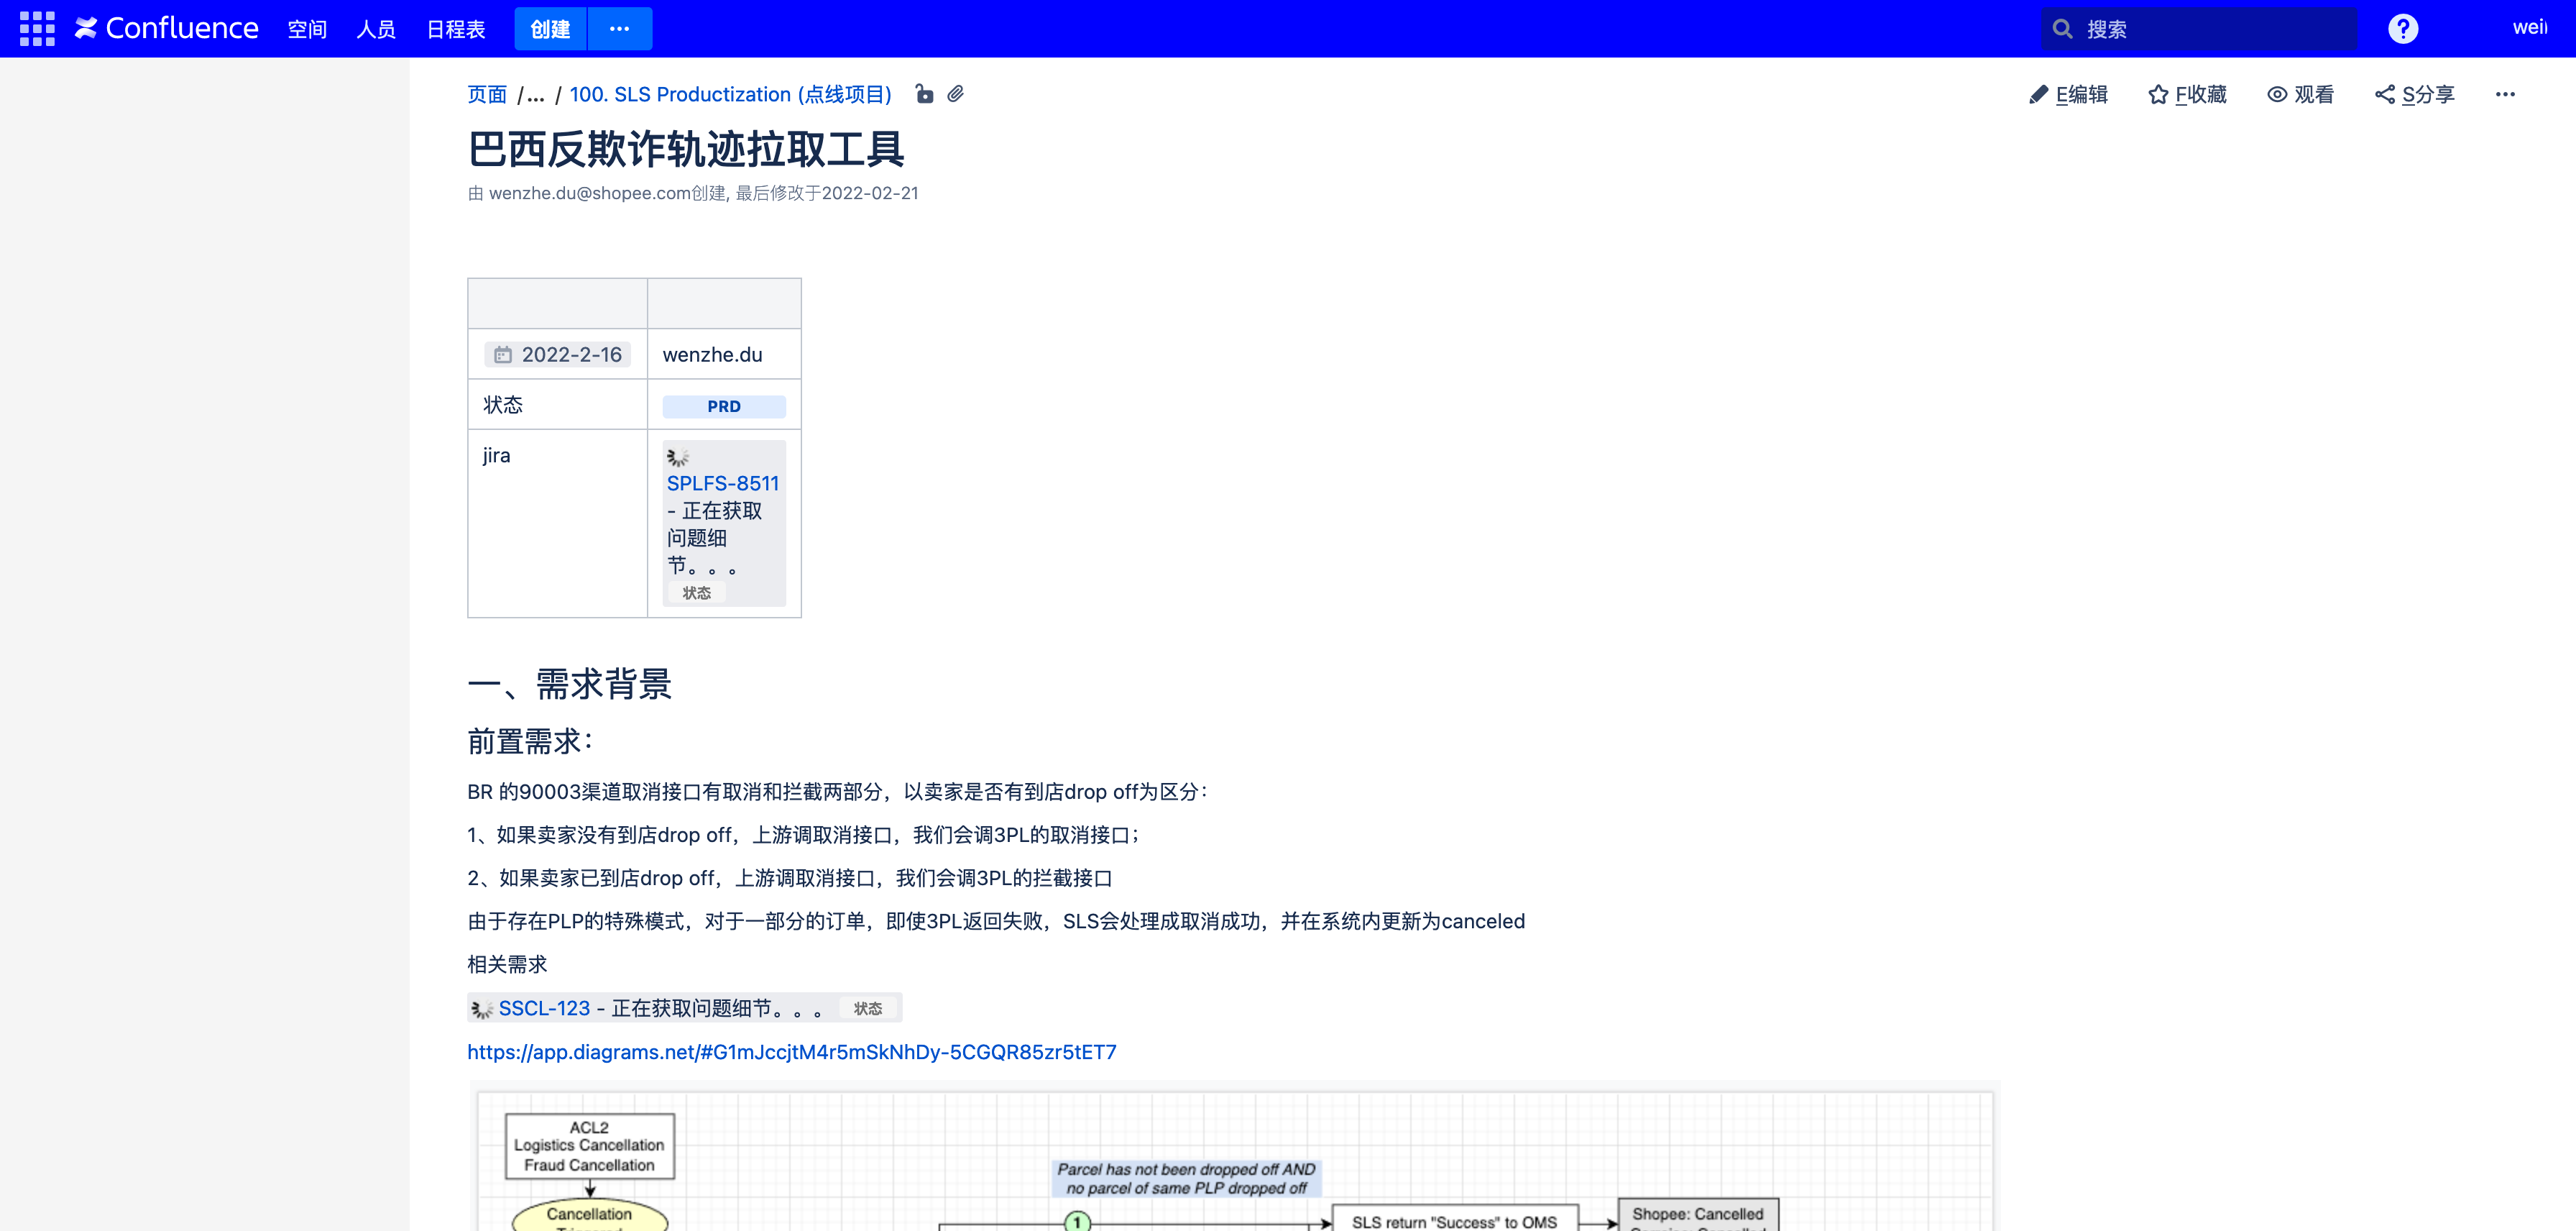 Confluence 空间 人员 日程表 创建 ··· 搜索 ? weil
页面 /... / 100. SLS Productization (点线项目) E编辑 F收藏 观看 S分享 ···
巴西反欺诈轨迹拉取工具
由 wenzhe.du@shopee.com创建, 最后修改于2022-02-21
2022-2-16 wenzhe.du
状态 PRD
jira
SPLFS-8511
- 正在获取
问题细
节。。。
状态
一、需求背景
前置需求：
BR 的90003渠道取消接口有取消和拦截两部分，以卖家是否有到店drop off为区分：
1、如果卖家没有到店drop off，上游调取消接口，我们会调3PL的取消接口；
2、如果卖家已到店drop off，上游调取消接口，我们会调3PL的拦截接口
由于存在PLP的特殊模式，对于一部分的订单，即使3PL返回失败，SLS会处理成取消成功，并在系统内更新为canceled
相关需求
SSCL-123 - 正在获取问题细节。。。 状态
https://app.diagrams.net/#G1mJccjtM4r5mSkNhDy-5CGQR85zr5tET7
ACL2
Logistics Cancellation
Fraud Cancellation
Parcel has not been dropped off AND
no parcel of same PLP dropped off
Cancellation
1
SLS return "Success" to OMS
Shopee: Cancelled